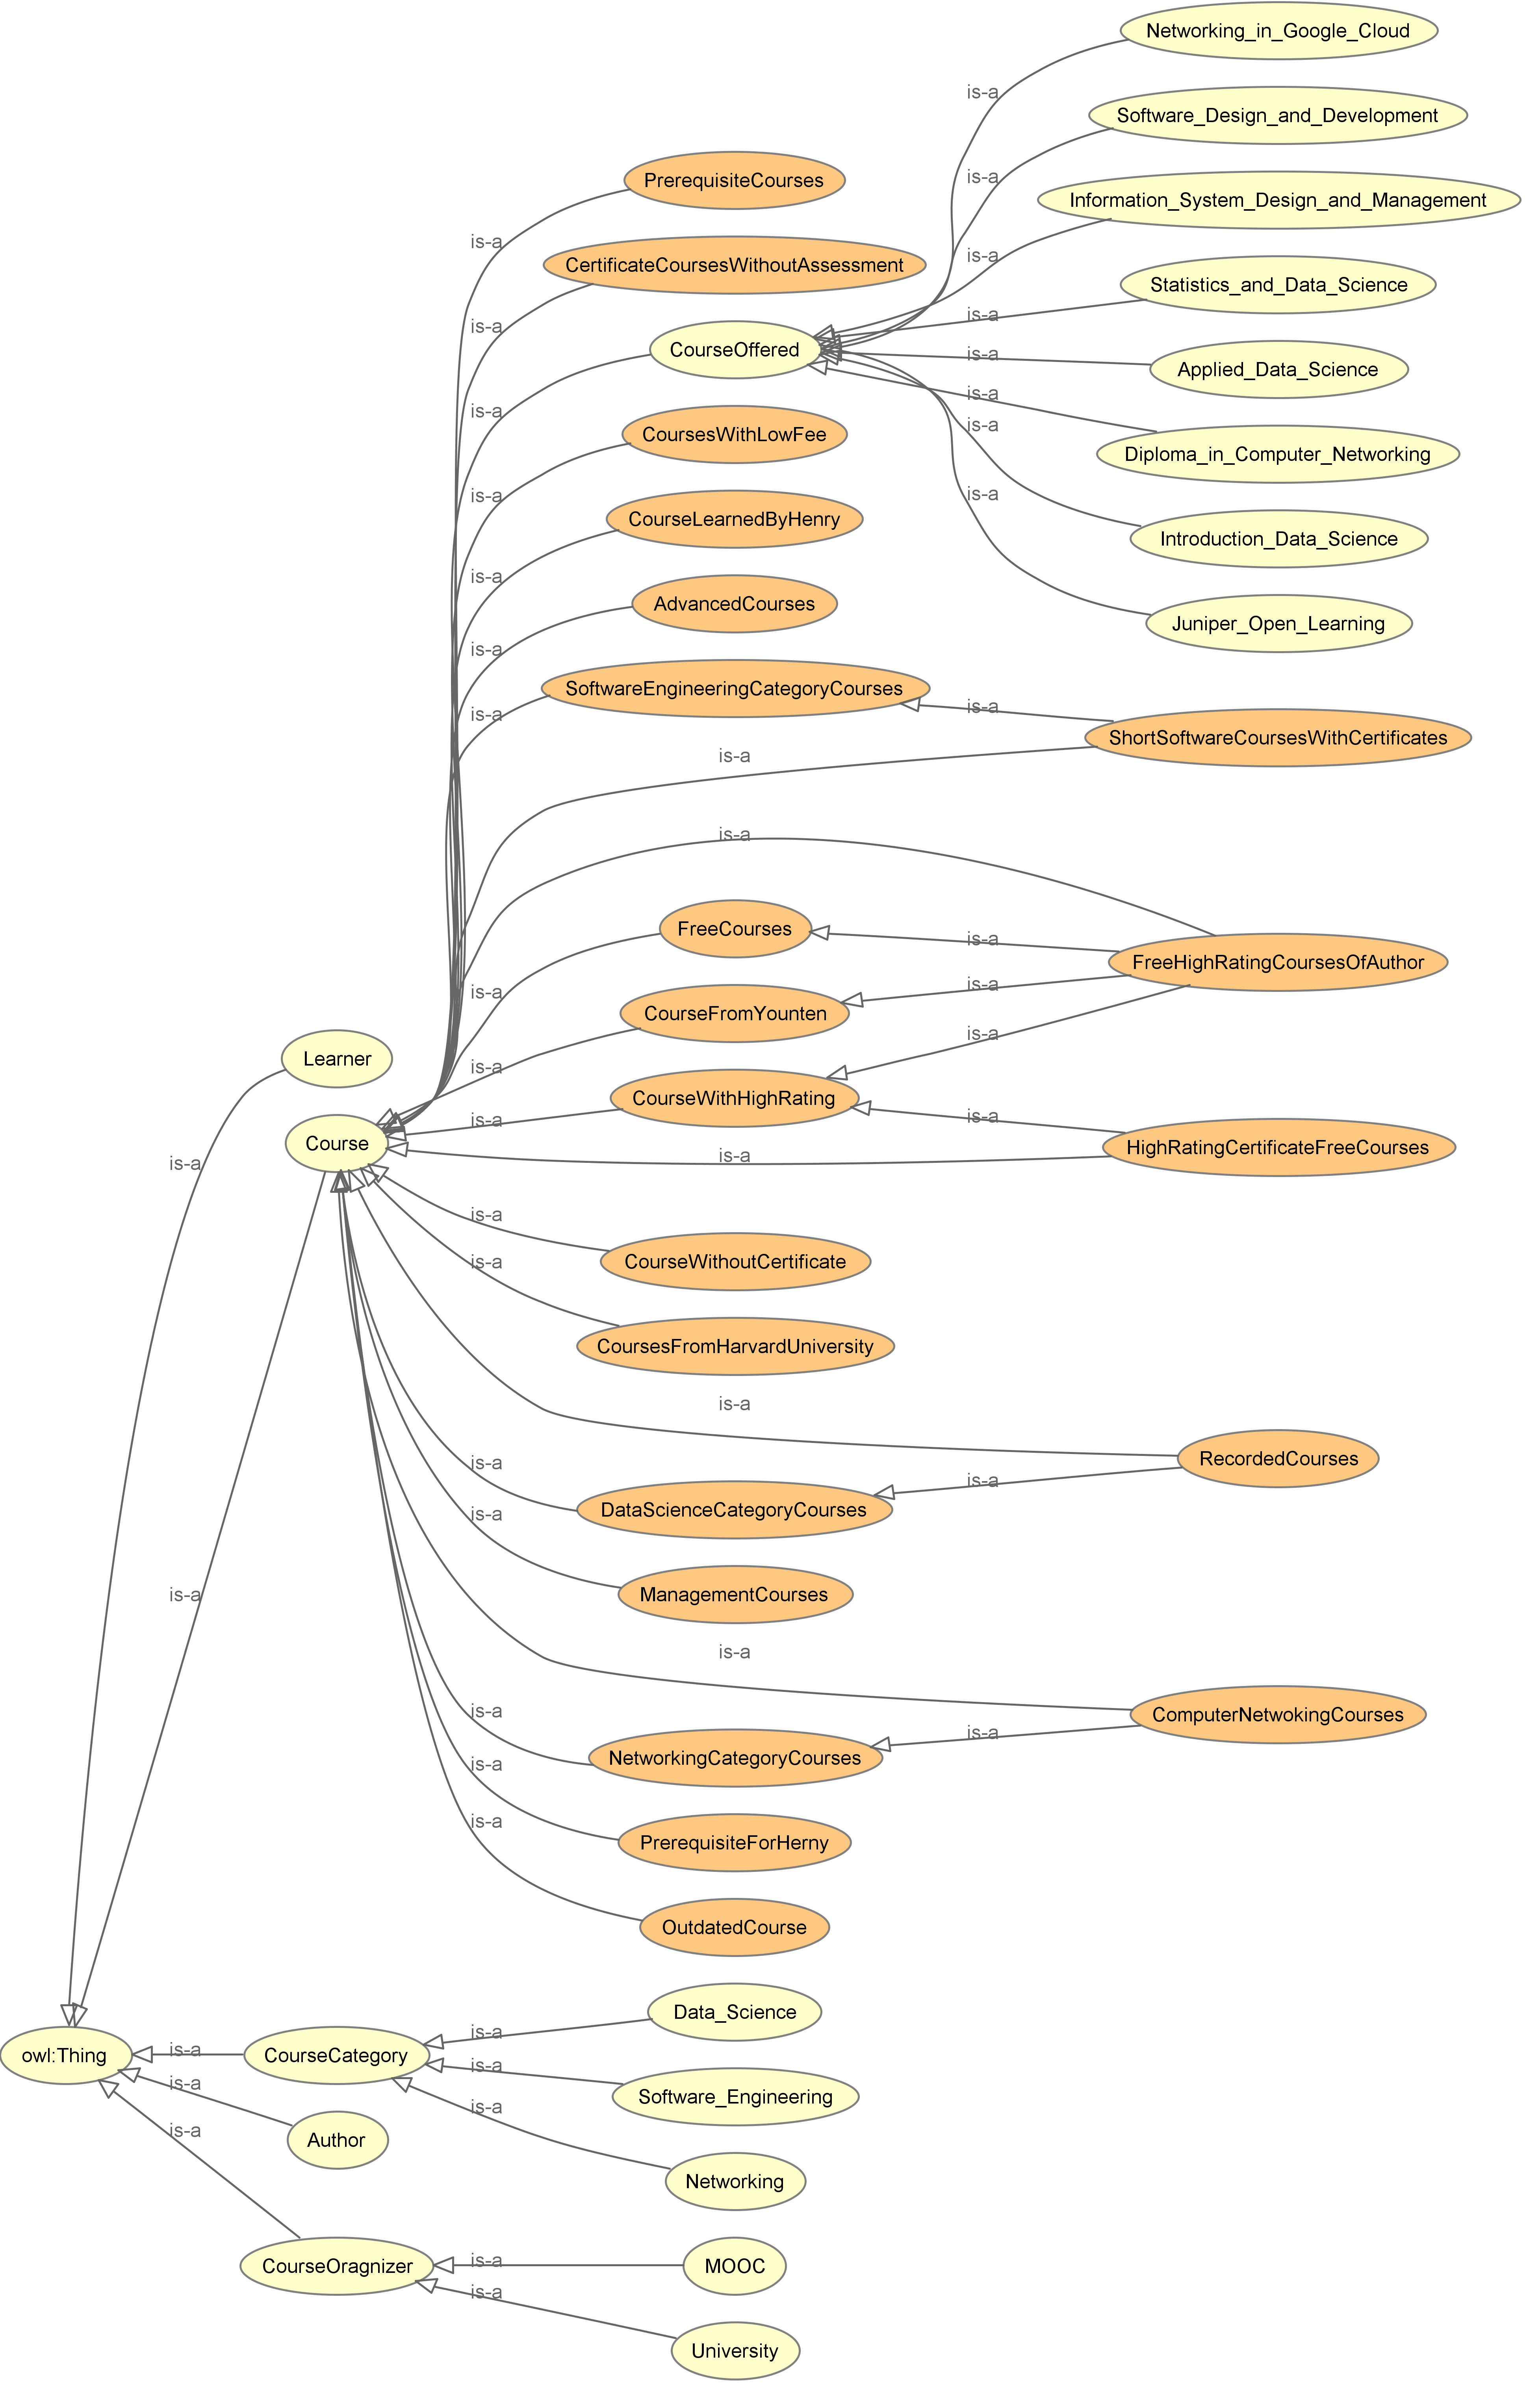 Networking_in_Google_Cloud
is-a
Software_Design_and_Development
is-a
PrerequisiteCourses
Information_System_Design_and_Management
is-a
is-a
CertificateCoursesWithoutAssessment
Statistics_and_Data_Science
is-a
is-a
CourseOffered
is-a
Applied_Data_Science
is-a
is-a
CoursesWithLowFee
is-a
Diploma_in_Computer_Networking
is-a
is-a
CourseLearnedByHenry
Introduction_Data_Science
is-a
AdvancedCourses
Juniper_Open_Learning
is-a
SoftwareEngineeringCategoryCourses
is-a
is-a
ShortSoftwareCoursesWithCertificates
is-a
is-a
FreeCourses
is-a
FreeHighRatingCoursesOfAuthor
is-a
is-a
CourseFromYounten
is-a
Learner
is-a
CourseWithHighRating
is-a
is-a
Course
HighRatingCertificateFreeCourses
is-a
is-a
is-a
CourseWithoutCertificate
is-a
CoursesFromHarvardUniversity
is-a
RecordedCourses
is-a
is-a
DataScienceCategoryCourses
is-a
is-a
ManagementCourses
is-a
ComputerNetwokingCourses
is-a
is-a
NetworkingCategoryCourses
is-a
PrerequisiteForHerny
is-a
OutdatedCourse
Data_Science
is-a
owl:Thing
is-a
CourseCategory
is-a
is-a
Software_Engineering
is-a
is-a
Author
Networking
CourseOragnizer
is-a
MOOC
is-a
University